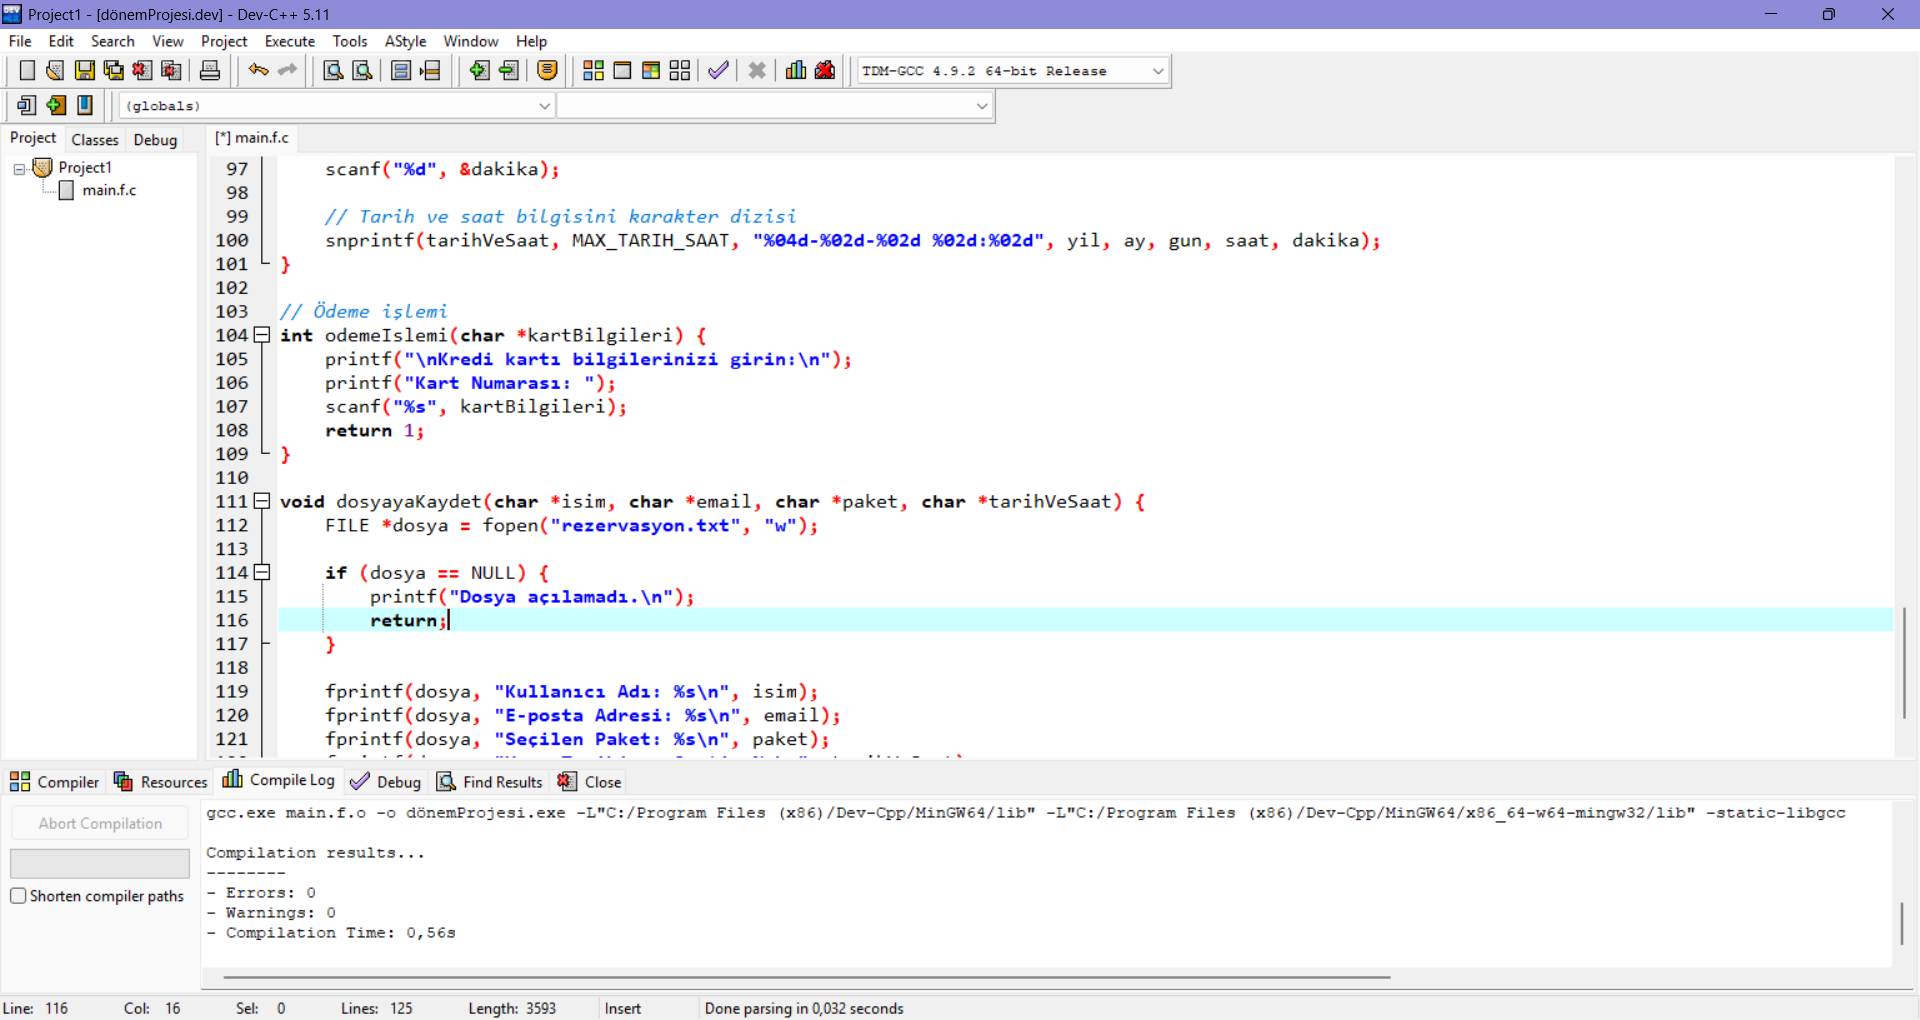 Project1 - [dönemProjesi.dev] - Dev-C++ 5.11
File Edit Search View Project Execute Tools AStyle Window Help
TDM-GCC 4.9.2 64-bit Release
(globals)
Project Classes Debug [*] main.f.c
Project1
main.f.c
97 scanf("%d", &dakika);
98
99 // Tarih ve saat bilgisini karakter dizisi
100 snprintf(tarihVeSaat, MAX_TARIH_SAAT, "%04d-%02d-%02d %02d:%02d", yil, ay, gun, saat, dakika);
101 }
102
103 // Ödeme işlemi
104 int odemeIslemi(char *kartBilgileri) {
105 printf("\nKredi kartı bilgilerinizi girin:\n");
106 printf("Kart Numarası: ");
107 scanf("%s", kartBilgileri);
108 return 1;
109 }
110
111 void dosyayaKaydet(char *isim, char *email, char *paket, char *tarihVeSaat) {
112 FILE *dosya = fopen("rezervasyon.txt", "w");
113
114 if (dosya == NULL) {
115 printf("Dosya açılamadı.\n");
116 return;
117 }
118
119 fprintf(dosya, "Kullanıcı Adı: %s\n", isim);
120 fprintf(dosya, "E-posta Adresi: %s\n", email);
121 fprintf(dosya, "Seçilen Paket: %s\n", paket);
Compiler Resources Compile Log Debug Find Results Close
Abort Compilation
Shorten compiler paths
gcc.exe main.f.o -o dönemProjesi.exe -L"C:/Program Files (x86)/Dev-Cpp/MinGW64/lib" -L"C:/Program Files (x86)/Dev-Cpp/MinGW64/x86_64-w64-mingw32/lib" -static-libgcc
Compilation results...
--------
- Errors: 0
- Warnings: 0
- Compilation Time: 0,56s
Line: 116 Col: 16 Sel: 0 Lines: 125 Length: 3593 Insert Done parsing in 0,032 seconds